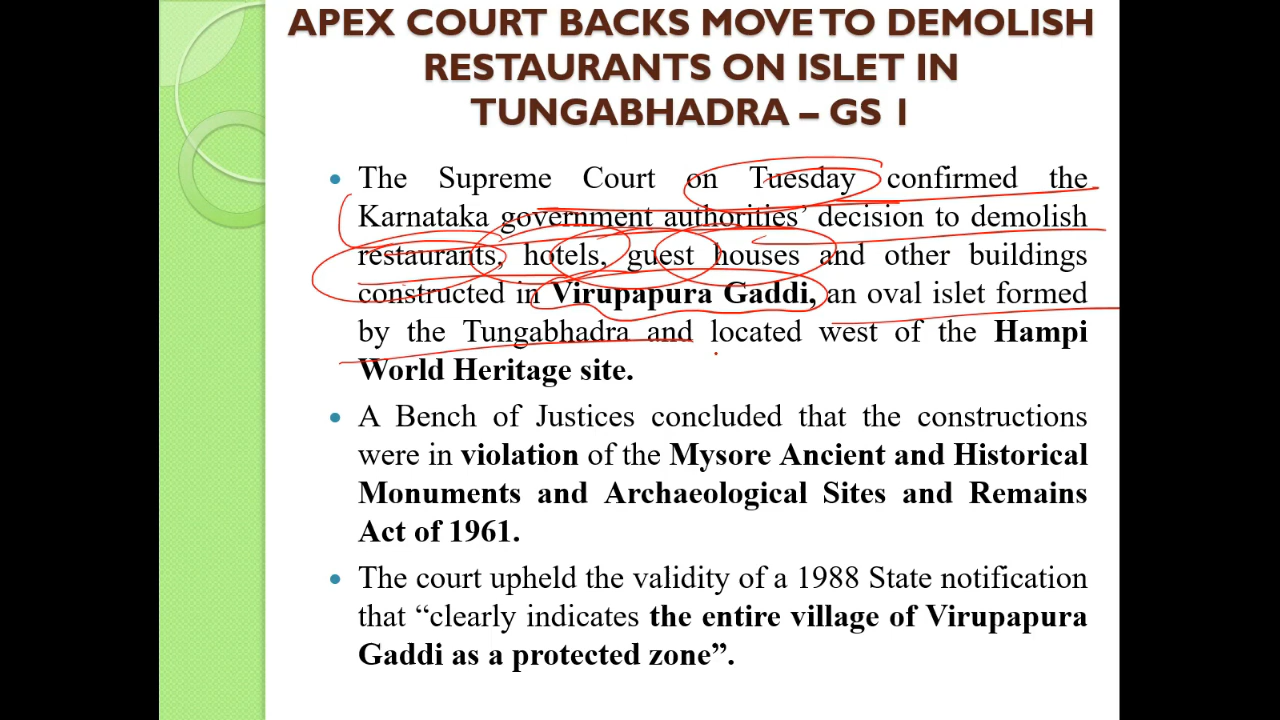 APEX COURT BACKS MOVE TO DEMOLISH
RESTAURANTS ON ISLET IN
TUNGABHADRA – GS 1
• The Supreme Court on Tuesday confirmed the
Karnataka government authorities’ decision to demolish
restaurants, hotels, guest houses and other buildings
constructed in Virupapura Gaddi, an oval islet formed
by the Tungabhadra and located west of the Hampi
World Heritage site.
• A Bench of Justices concluded that the constructions
were in violation of the Mysore Ancient and Historical
Monuments and Archaeological Sites and Remains
Act of 1961.
• The court upheld the validity of a 1988 State notification
that “clearly indicates the entire village of Virupapura
Gaddi as a protected zone”.